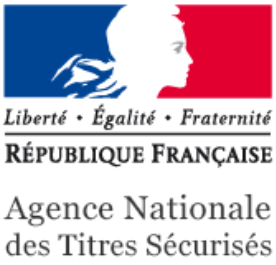 Liberté • Égalité • Fraternité
RÉPUBLIQUE FRANÇAISE
Agence Nationale
des Titres Sécurisés